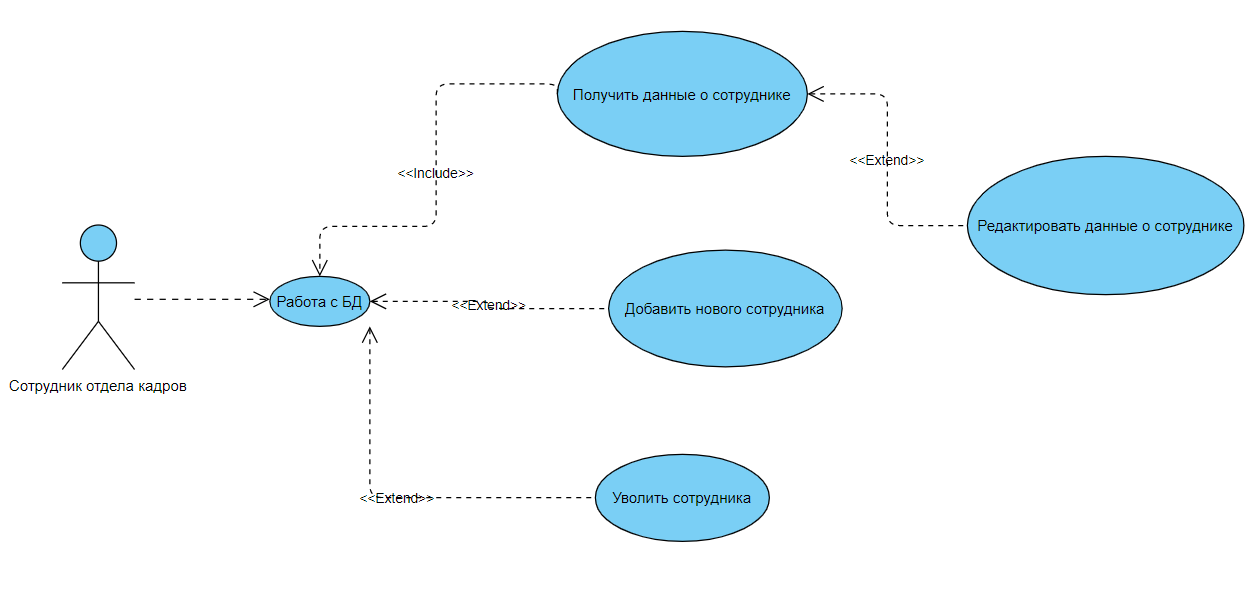 Получить данные о сотруднике
<<Extend>>
<<Include>>
Редактировать данные о сотруднике
Работа с БД
<<Extend>>
Добавить нового сотрудника
Сотрудник отдела кадров
<<Extend>>
Уволить сотрудника